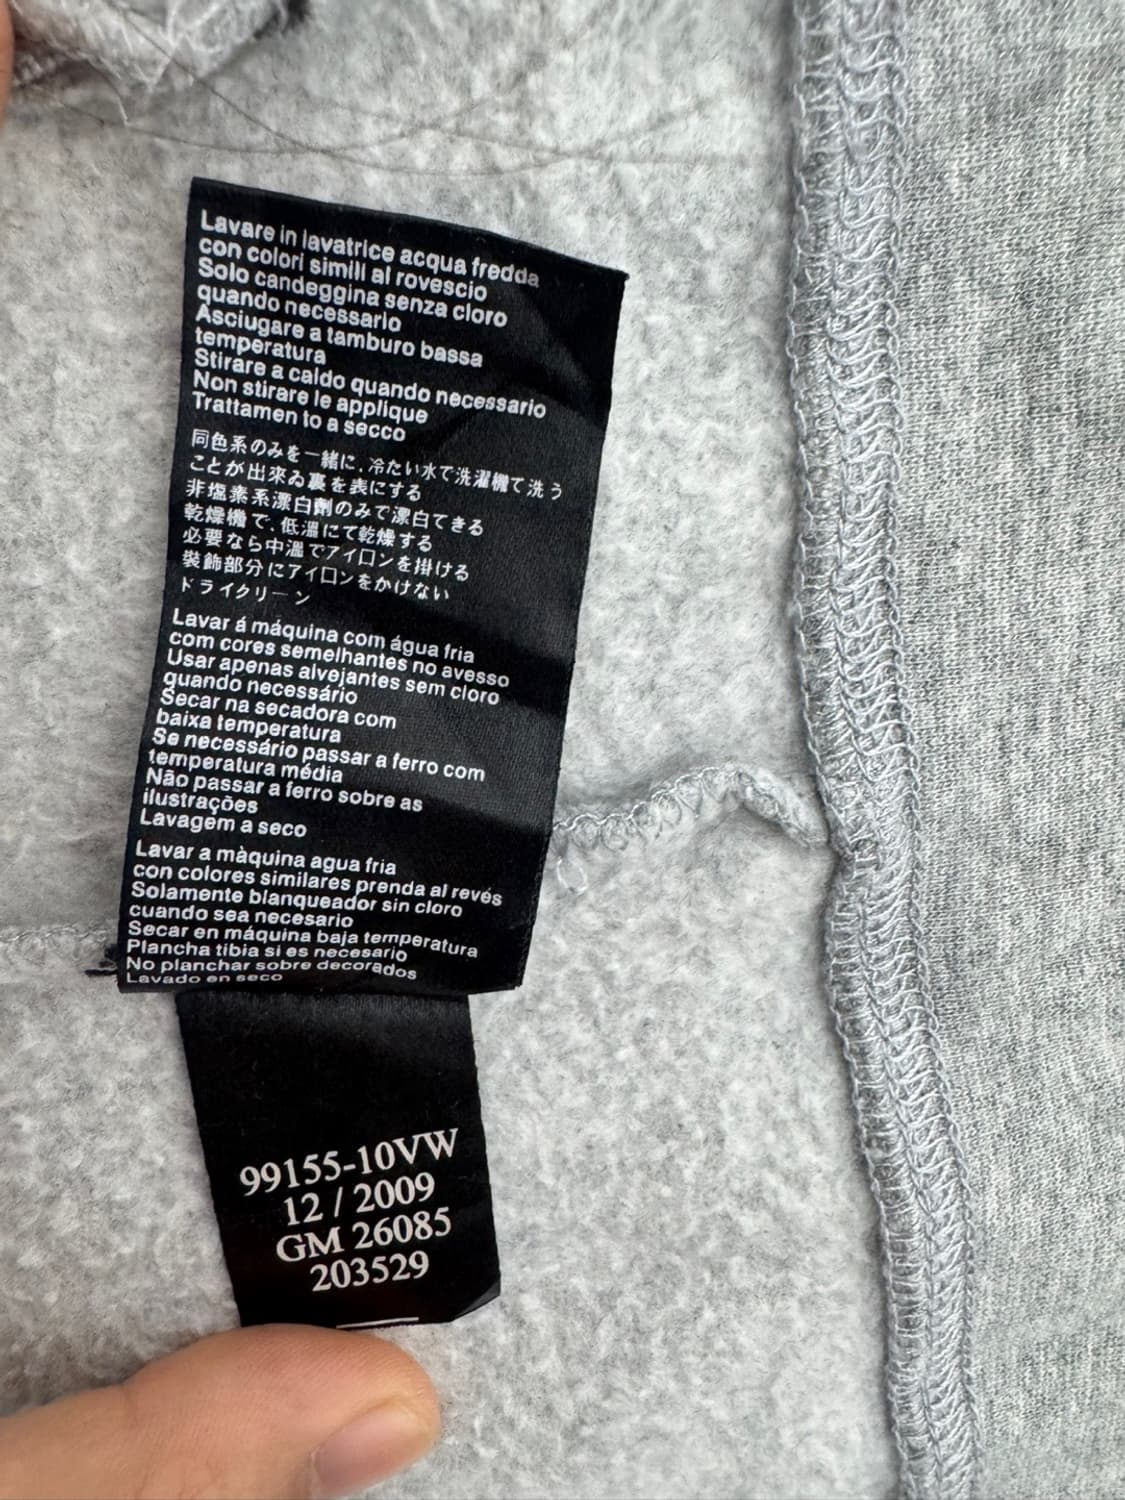 Lavare in lavatrice acqua fredda
con colori simili al rovescio
Solo candeggina senza cloro
quando necessario
Asciugare a tamburo bassa
temperatura
Stirare a caldo quando necessario
Non stirare le applique
Trattamen to a secco
同色系のみを一緒に.冷たい水で洗濯機て洗う
ことが出來ゐ裏を表にする
非塩素系漂白劑のみで漂白てきる
乾燥機で.低溫にて乾燥する
必要なら中溫でアイロンを掛ける
裝飾部分にアイロンをかけない
ドライクリーン
Lavar á máquina com água fria
com cores semelhantes no avesso
Usar apenas alvejantes sem cloro
quando necessário
Secar na secadora com
baixa temperatura
Se necessário passar a ferro com
temperatura média
Não passar a ferro sobre as
ilustrações
Lavagem a seco
Lavar a màquina agua fria
con colores similares prenda al revés
Solamente blanqueador sin cloro
cuando sea necesario
Secar en máquina baja temperatura
Plancha tibia si es necesario
No planchar sobre decorados
Lavado en seco
99155-10VW
12 / 2009
GM 26085
203529